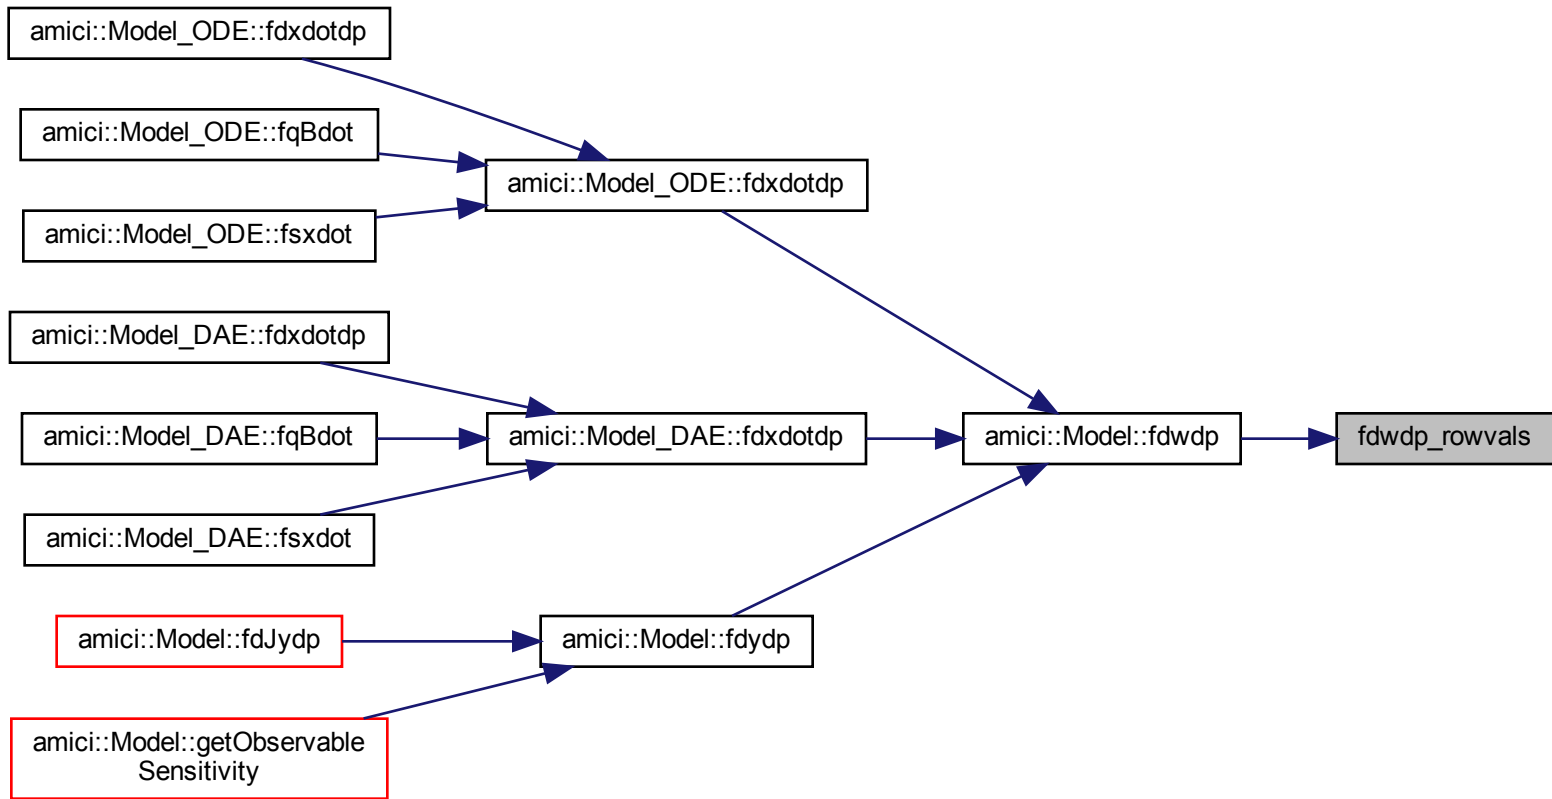 amici::Model_ODE::fdxdotdp
amici::Model_ODE::fqBdot
amici::Model_ODE::fdxdotdp
amici::Model_ODE::fsxdot
amici::Model_DAE::fdxdotdp
amici::Model_DAE::fqBdot
amici::Model_DAE::fdxdotdp
amici::Model::fdwdp
fdwdp_rowvals
amici::Model_DAE::fsxdot
amici::Model::fdJydp
amici::Model::fdydp
amici::Model::getObservable
Sensitivity